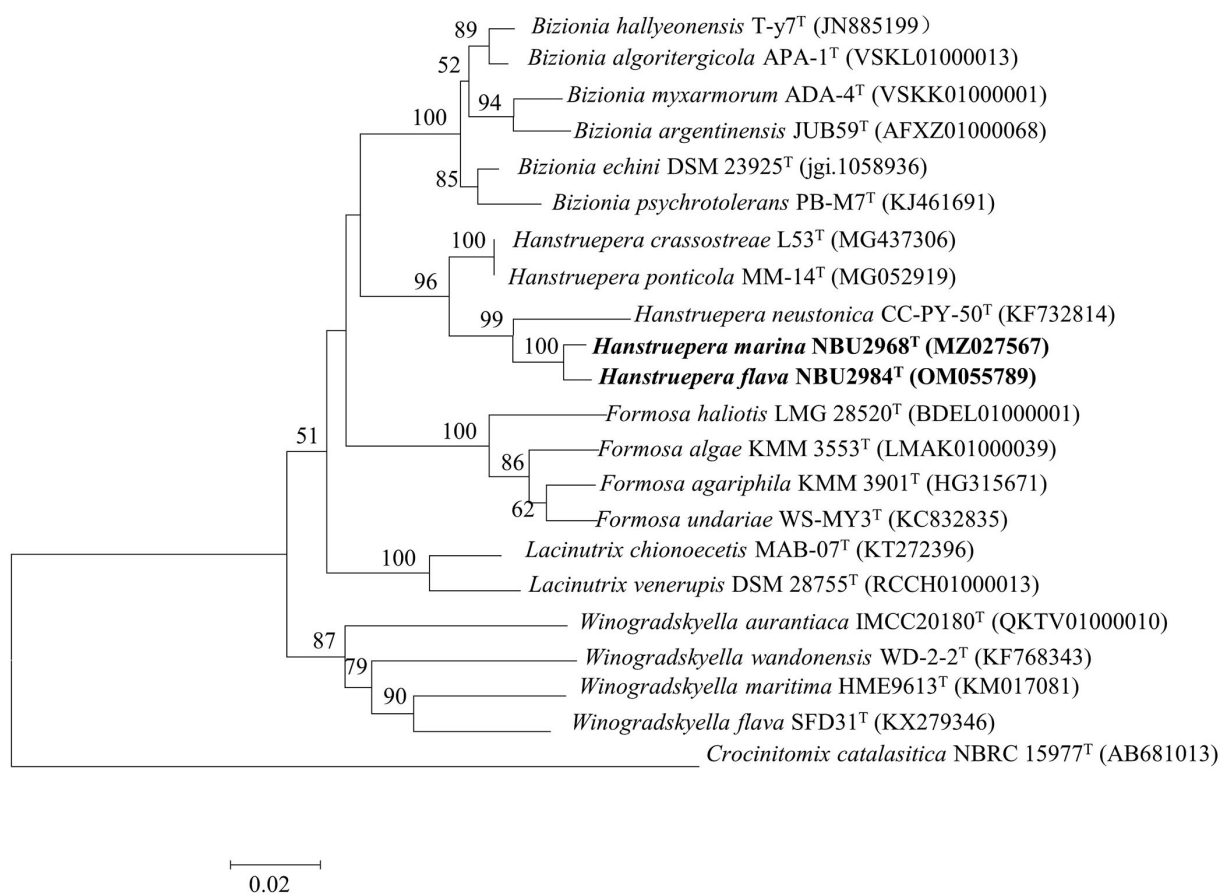 89
Bizionia hallyeonensis T-y7ᵀ (JN885199）
52
Bizionia algoritergicola APA-1ᵀ (VSKL01000013)
94
Bizionia myxarmorum ADA-4ᵀ (VSKK01000001)
100
Bizionia argentinensis JUB59ᵀ (AFXZ01000068)
85
Bizionia echini DSM 23925ᵀ (jgi.1058936)
Bizionia psychrotolerans PB-M7ᵀ (KJ461691)
100
Hanstruepera crassostreae L53ᵀ (MG437306)
96
Hanstruepera ponticola MM-14ᵀ (MG052919)
99
Hanstruepera neustonica CC-PY-50ᵀ (KF732814)
100
Hanstruepera marina NBU2968ᵀ (MZ027567)
Hanstruepera flava NBU2984ᵀ (OM055789)
100
Formosa haliotis LMG 28520ᵀ (BDEL01000001)
51
86
Formosa algae KMM 3553ᵀ (LMAK01000039)
62
Formosa agariphila KMM 3901ᵀ (HG315671)
Formosa undariae WS-MY3ᵀ (KC832835)
100
Lacinutrix chionoecetis MAB-07ᵀ (KT272396)
Lacinutrix venerupis DSM 28755ᵀ (RCCH01000013)
87
Winogradskyella aurantiaca IMCC20180ᵀ (QKTV01000010)
79
Winogradskyella wandonensis WD-2-2ᵀ (KF768343)
90
Winogradskyella maritima HME9613ᵀ (KM017081)
Winogradskyella flava SFD31ᵀ (KX279346)
Crocinitomix catalasitica NBRC 15977ᵀ (AB681013)
0.02